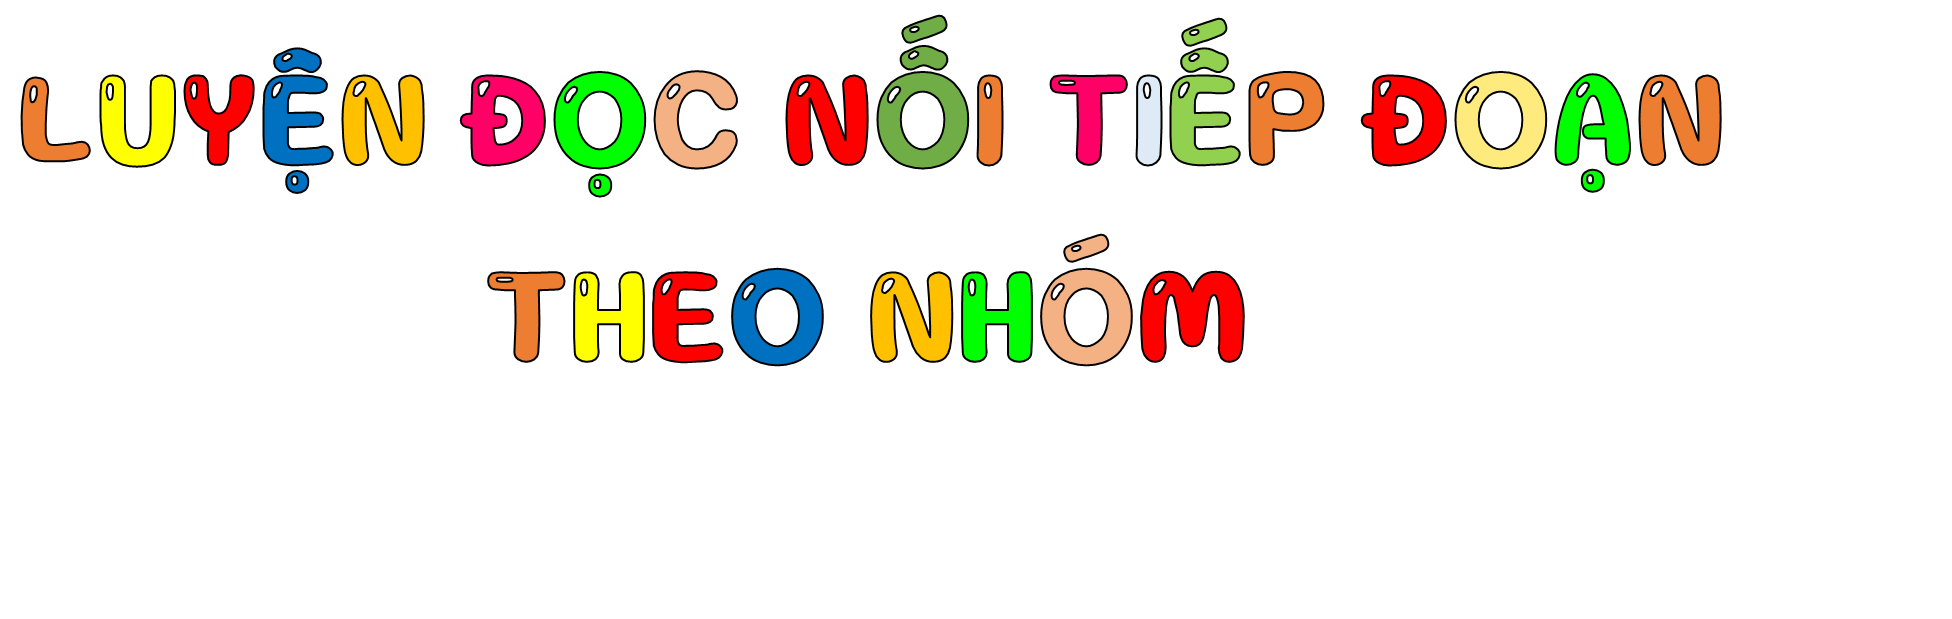 LUYỆN ĐỌC NỐI TIẾP ĐOẠN
THEO NHÓM